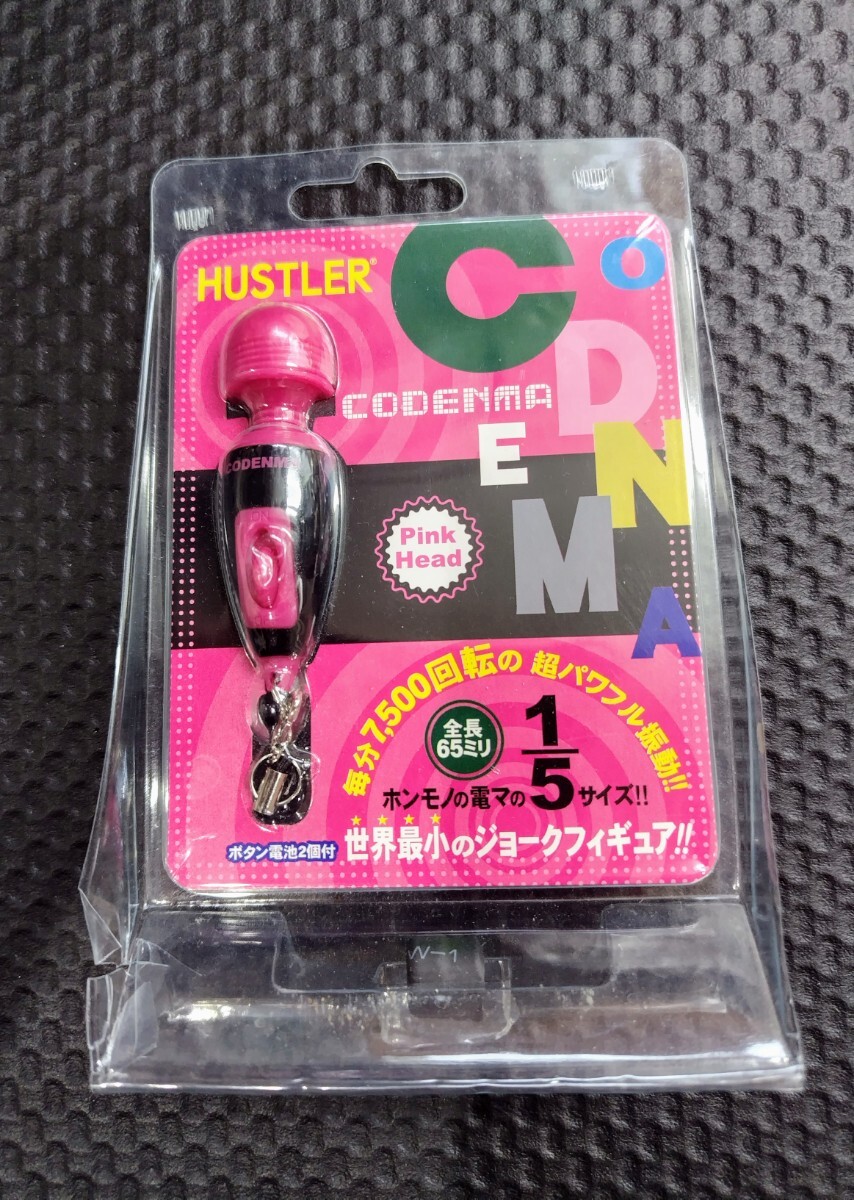 HUSTLER®
CODENMA
CODENMA
CODENM
Pink
Head
毎分7,500回転の 超パワフル振動!!
全長
65ミリ
ホンモノの電マの1/5サイズ!!
世界最小のジョークフィギュア!!
ボタン電池2個付